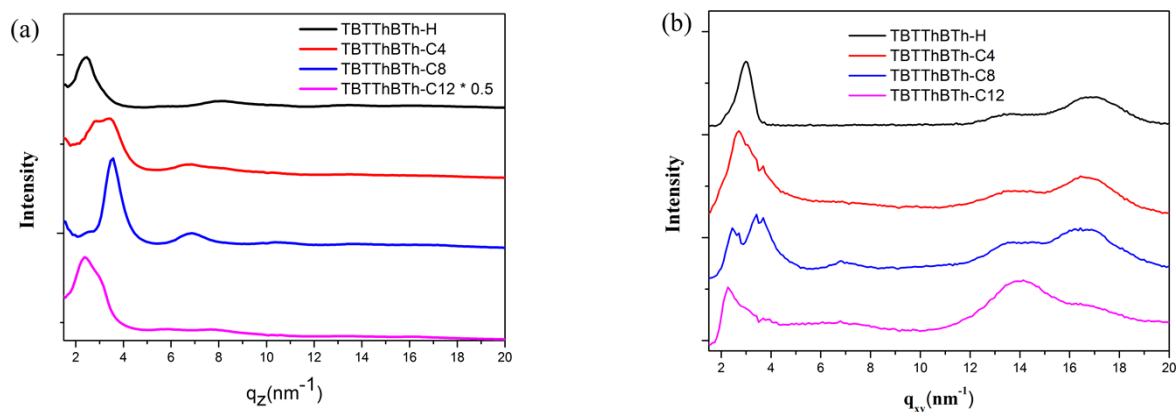 (a)
TBTThBTh-H
TBTThBTh-C4
TBTThBTh-C8
TBTThBTh-C12 * 0.5
Intensity
2 4 6 8 10 12 14 16 18 20
qz(nm-1)
(b)
TBTThBTh-H
TBTThBTh-C4
TBTThBTh-C8
TBTThBTh-C12
Intensity
2 4 6 8 10 12 14 16 18 20
qxy(nm-1)